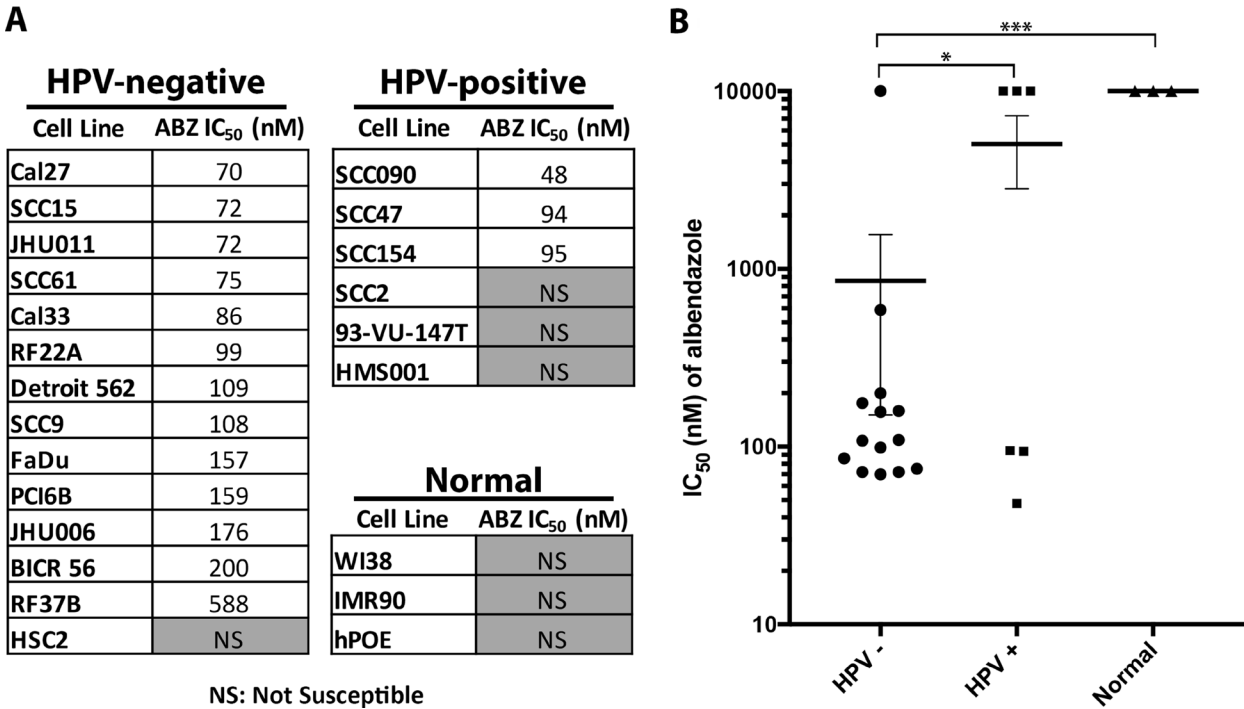 A
HPV-negative
Cell Line ABZ IC50 (nM)
Cal27 70
SCC15 72
JHU011 72
SCC61 75
Cal33 86
RF22A 99
Detroit 562 109
SCC9 108
FaDu 157
PCI6B 159
JHU006 176
BICR 56 200
RF37B 588
HSC2 NS
HPV-positive
Cell Line ABZ IC50 (nM)
SCC090 48
SCC47 94
SCC154 95
SCC2 NS
93-VU-147T NS
HMS001 NS
Normal
Cell Line ABZ IC50 (nM)
WI38 NS
IMR90 NS
hPOE NS
NS: Not Susceptible
B
***
*
IC50 (nM) of albendazole
10000
1000
100
10
HPV -
HPV +
Normal